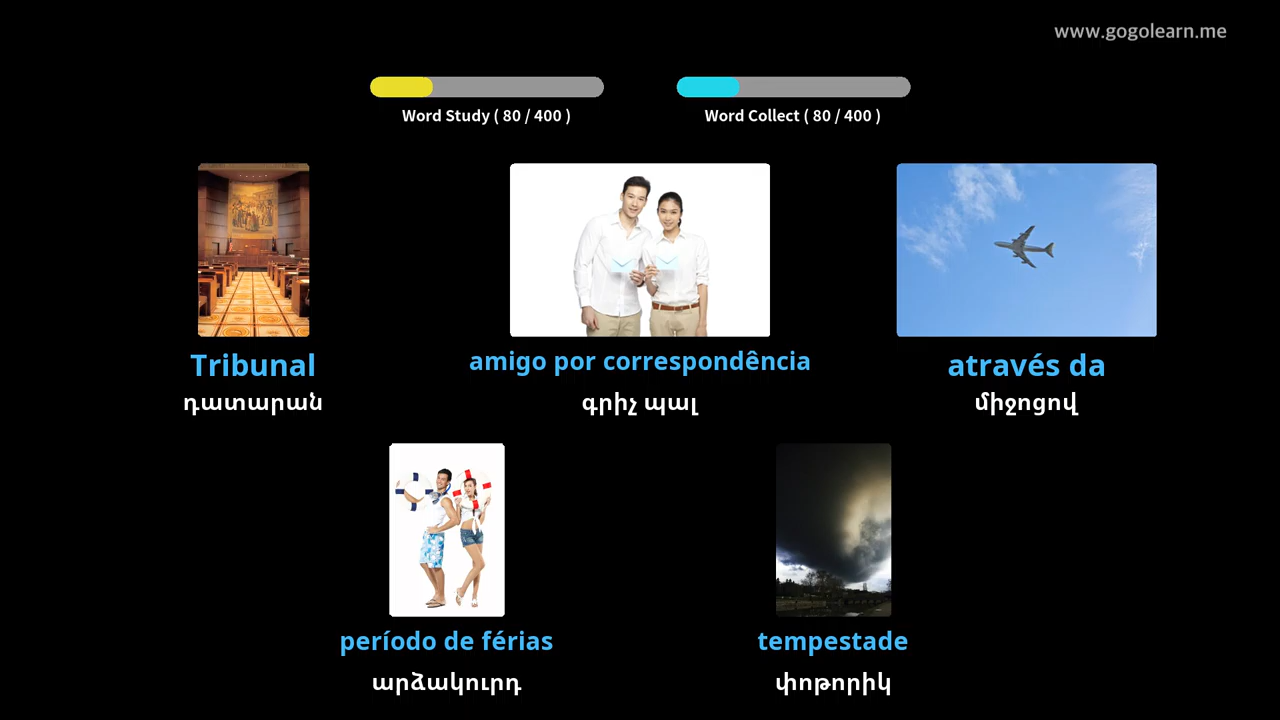 www.gogolearn.me
Word Study ( 80 / 400 )
Word Collect ( 80 / 400 )
Tribunal
դատարան
amigo por correspondência
գրիչ պալ
através da
միջոցով
período de férias
արձակուրդ
tempestade
փոթորիկ